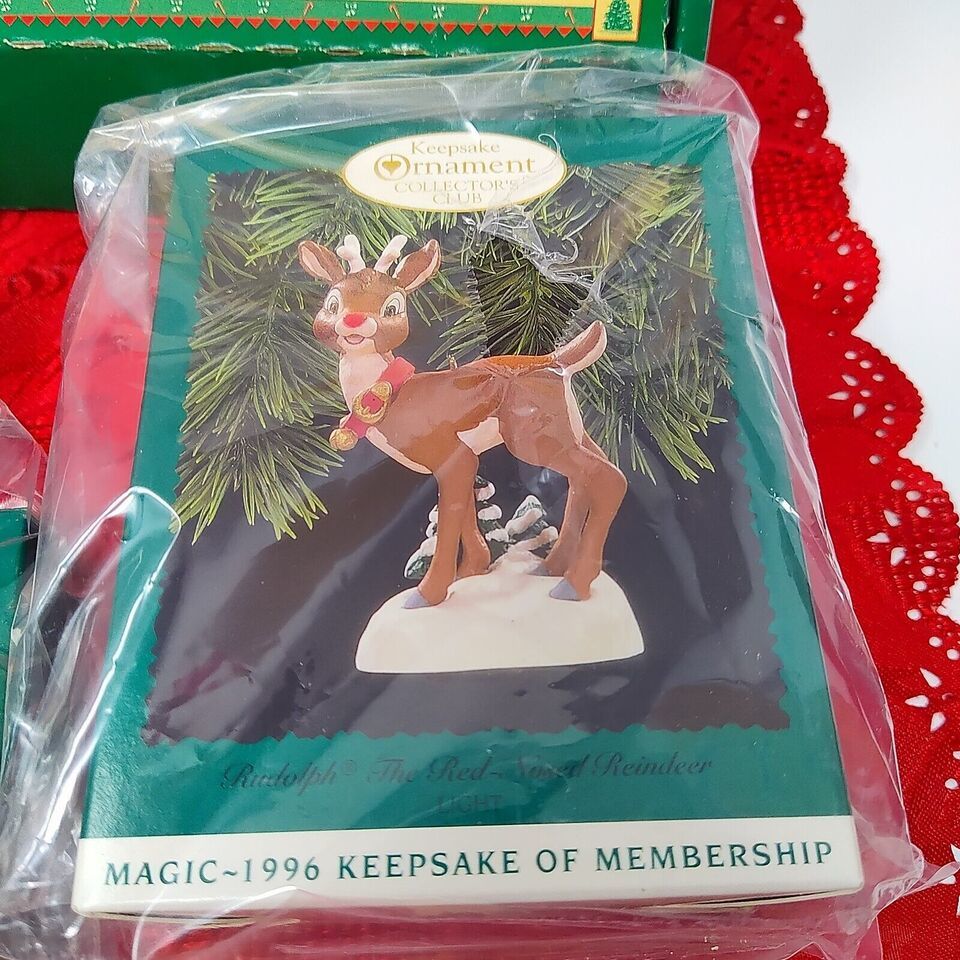 Keepsake
Ornament
COLLECTOR'S
CLUB
Rudolph® The Red-Nosed Reindeer
LIGHT
MAGIC~1996 KEEPSAKE OF MEMBERSHIP